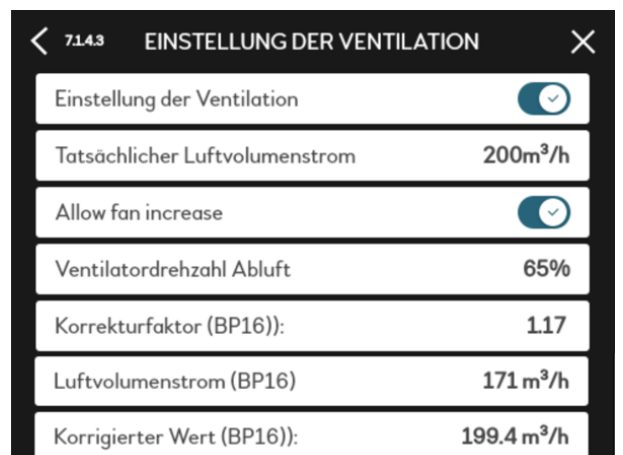 7.1.4.3 EINSTELLUNG DER VENTILATION
Einstellung der Ventilation
Tatsächlicher Luftvolumenstrom 200m³/h
Allow fan increase
Ventilatordrehzahl Abluft 65%
Korrekturfaktor (BP16)): 1.17
Luftvolumenstrom (BP16) 171 m³/h
Korrigierter Wert (BP16)): 199.4 m³/h